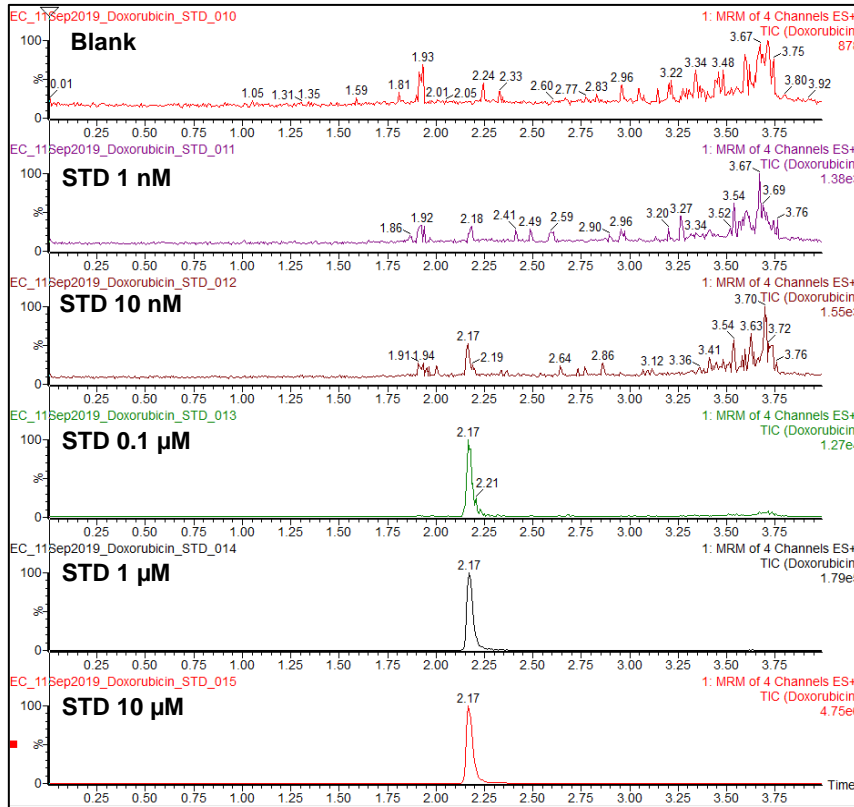 EC_11Sep2019_Doxorubicin_STD_010
1: MRM of 4 Channels ES+
Blank
TIC (Doxorubicin
878
100
%
0
0.01 1.05 1.31 1.35 1.59 1.81 1.93 2.01 2.05 2.24 2.33 2.60 2.77 2.83 2.96 3.22 3.34 3.48 3.67 3.75 3.80 3.92
0.25 0.50 0.75 1.00 1.25 1.50 1.75 2.00 2.25 2.50 2.75 3.00 3.25 3.50 3.75
EC_11Sep2019_Doxorubicin_STD_011
1: MRM of 4 Channels ES+
STD 1 nM
TIC (Doxorubicin
1.38e
100
%
0
1.86 1.92 2.18 2.41 2.49 2.59 2.90 2.96 3.20 3.27 3.34 3.52 3.54 3.67 3.69 3.76
0.25 0.50 0.75 1.00 1.25 1.50 1.75 2.00 2.25 2.50 2.75 3.00 3.25 3.50 3.75
EC_11Sep2019_Doxorubicin_STD_012
1: MRM of 4 Channels ES+
STD 10 nM
TIC (Doxorubicin
1.55e
100
%
0
1.91 1.94 2.17 2.19 2.64 2.86 3.12 3.36 3.41 3.54 3.63 3.70 3.72 3.76
0.25 0.50 0.75 1.00 1.25 1.50 1.75 2.00 2.25 2.50 2.75 3.00 3.25 3.50 3.75
EC_11Sep2019_Doxorubicin_STD_013
1: MRM of 4 Channels ES+
STD 0.1 µM
TIC (Doxorubicin
1.27e
100
%
0
2.17 2.21
0.25 0.50 0.75 1.00 1.25 1.50 1.75 2.00 2.25 2.50 2.75 3.00 3.25 3.50 3.75
EC_11Sep2019_Doxorubicin_STD_014
1: MRM of 4 Channels ES+
STD 1 µM
TIC (Doxorubicin
1.79e
100
%
0
2.17
0.25 0.50 0.75 1.00 1.25 1.50 1.75 2.00 2.25 2.50 2.75 3.00 3.25 3.50 3.75
EC_11Sep2019_Doxorubicin_STD_015
1: MRM of 4 Channels ES+
STD 10 µM
TIC (Doxorubicin
4.75e
100
%
0
2.17
Time
0.25 0.50 0.75 1.00 1.25 1.50 1.75 2.00 2.25 2.50 2.75 3.00 3.25 3.50 3.75